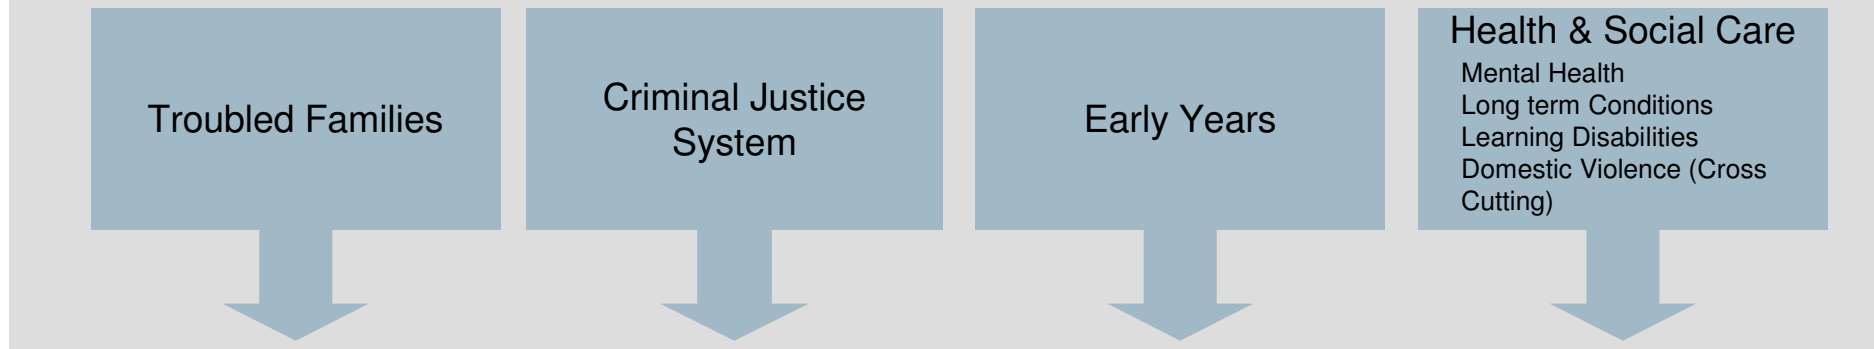 Troubled Families
Criminal Justice
System
Early Years
Health & Social Care
Mental Health
Long term Conditions
Learning Disabilities
Domestic Violence (Cross
Cutting)